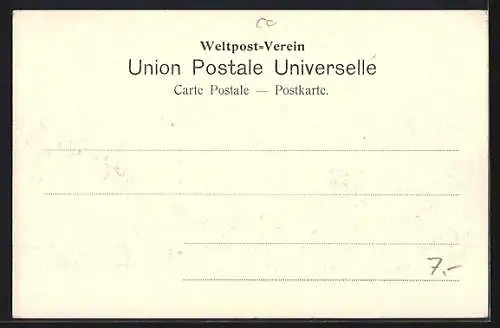 Weltpost=Verein
Union Postale Universelle
Carte Postale — Postkarte.
7.-